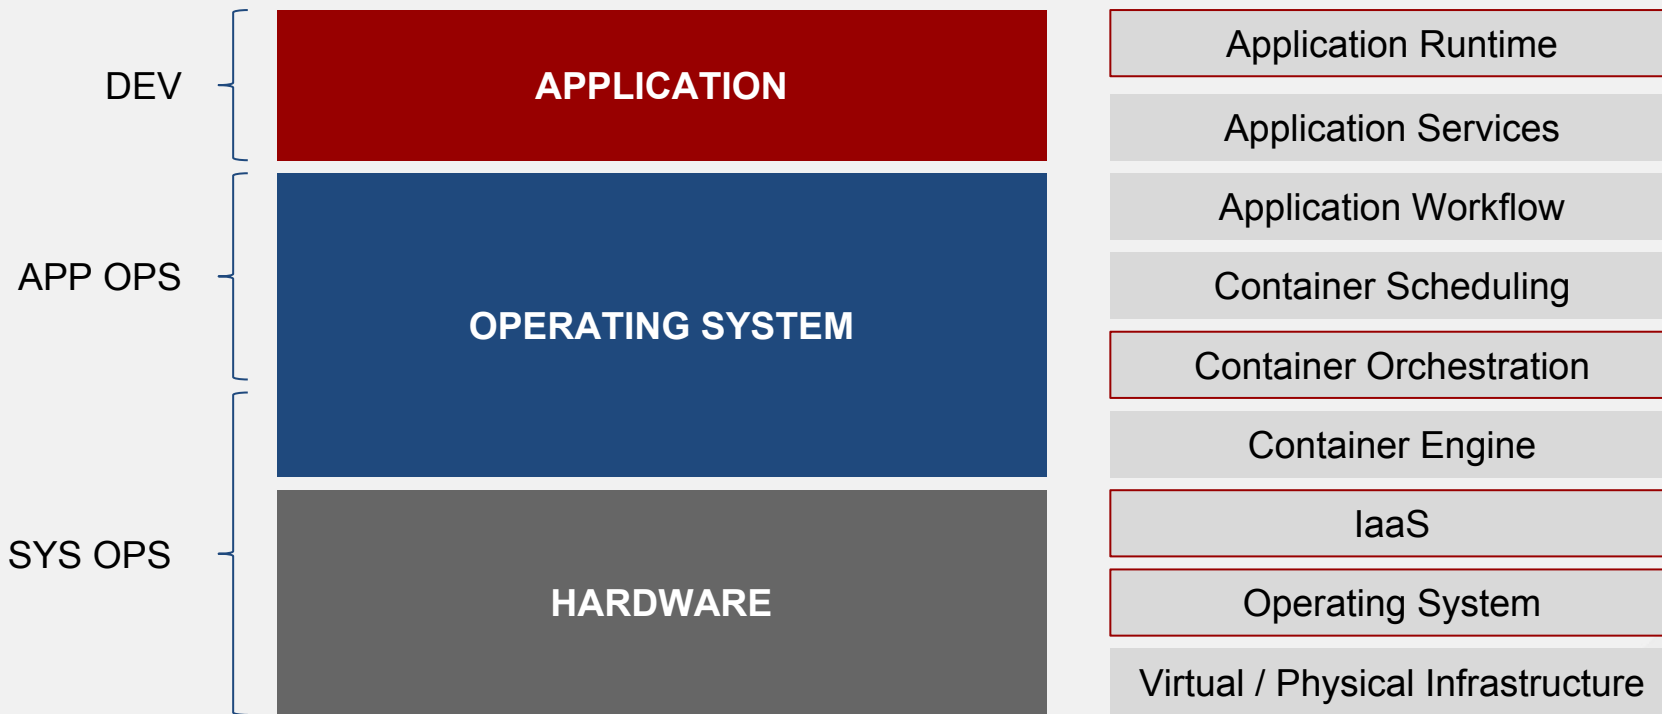 DEV
APP OPS
SYS OPS
APPLICATION
OPERATING SYSTEM
HARDWARE
Application Runtime
Application Services
Application Workflow
Container Scheduling
Container Orchestration
Container Engine
IaaS
Operating System
Virtual / Physical Infrastructure